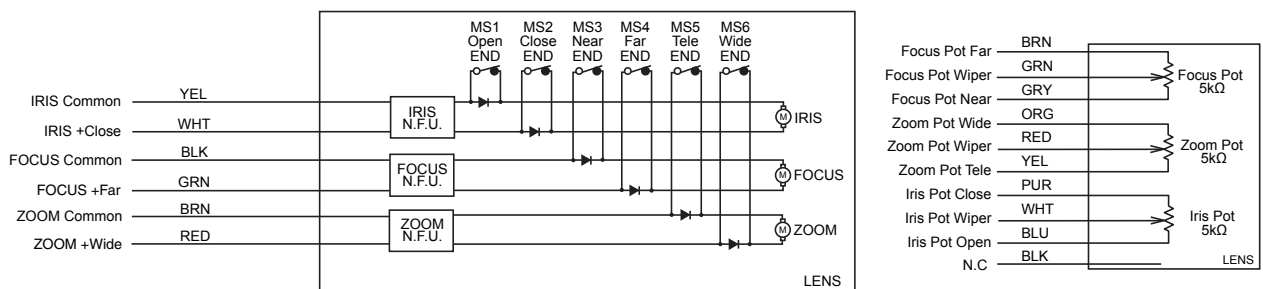 MS1 MS2 MS3 MS4 MS5 MS6
Open Close Near Far Tele Wide
END END END END END END
IRIS Common YEL
IRIS +Close WHT
IRIS
N.F.U.
M IRIS
FOCUS Common BLK
FOCUS +Far GRN
FOCUS
N.F.U.
M FOCUS
ZOOM Common BRN
ZOOM +Wide RED
ZOOM
N.F.U.
M ZOOM
LENS
Focus Pot Far BRN
Focus Pot Wiper GRN
Focus Pot Near GRY
Focus Pot
5kΩ
Zoom Pot Wide ORG
Zoom Pot Wiper RED
Zoom Pot Tele YEL
Zoom Pot
5kΩ
Iris Pot Close PUR
Iris Pot Wiper WHT
Iris Pot Open BLU
Iris Pot
5kΩ
N.C BLK
LENS